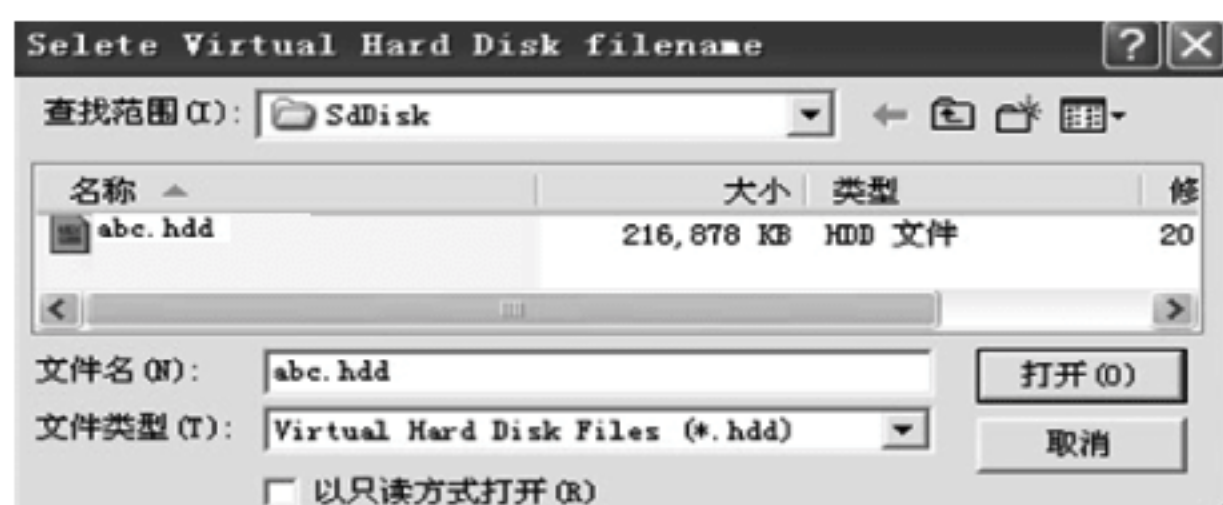 Selete Virtual Hard Disk filename
查找范围(I): SdDisk
名称 大小 类型 修
abc.hdd 216,878 KB HDD 文件 20
文件名(N): abc.hdd 打开(O)
文件类型(T): Virtual Hard Disk Files (*.hdd) 取消
以只读方式打开(R)